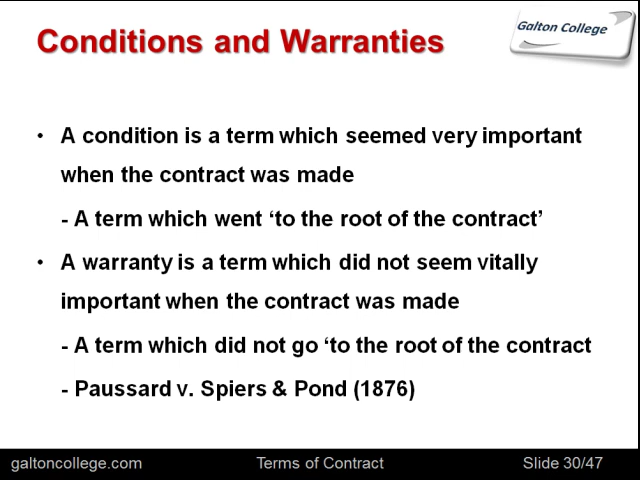 Conditions and Warranties
Galton College
• A condition is a term which seemed very important
when the contract was made
- A term which went ‘to the root of the contract’
• A warranty is a term which did not seem vitally
important when the contract was made
- A term which did not go ‘to the root of the contract
- Paussard v. Spiers & Pond (1876)
galtoncollege.com Terms of Contract Slide 30/47